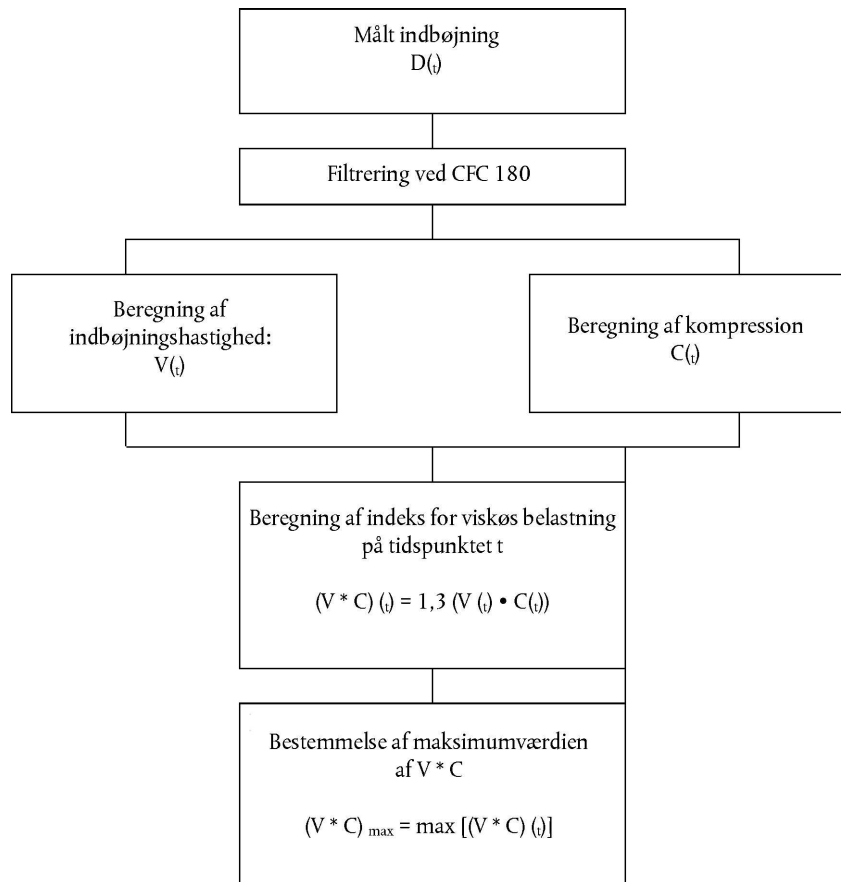 Målt indbøjning
D(t)
Filtrering ved CFC 180
Beregning af
indbøjningshastighed:
V(t)
Beregning af kompression
C(t)
Beregning af indeks for viskøs belastning
på tidspunktet t
(V * C) (t) = 1,3 (V (t) • C(t))
Bestemmelse af maksimumværdien
af V * C
(V * C) max = max [(V * C) (t)]